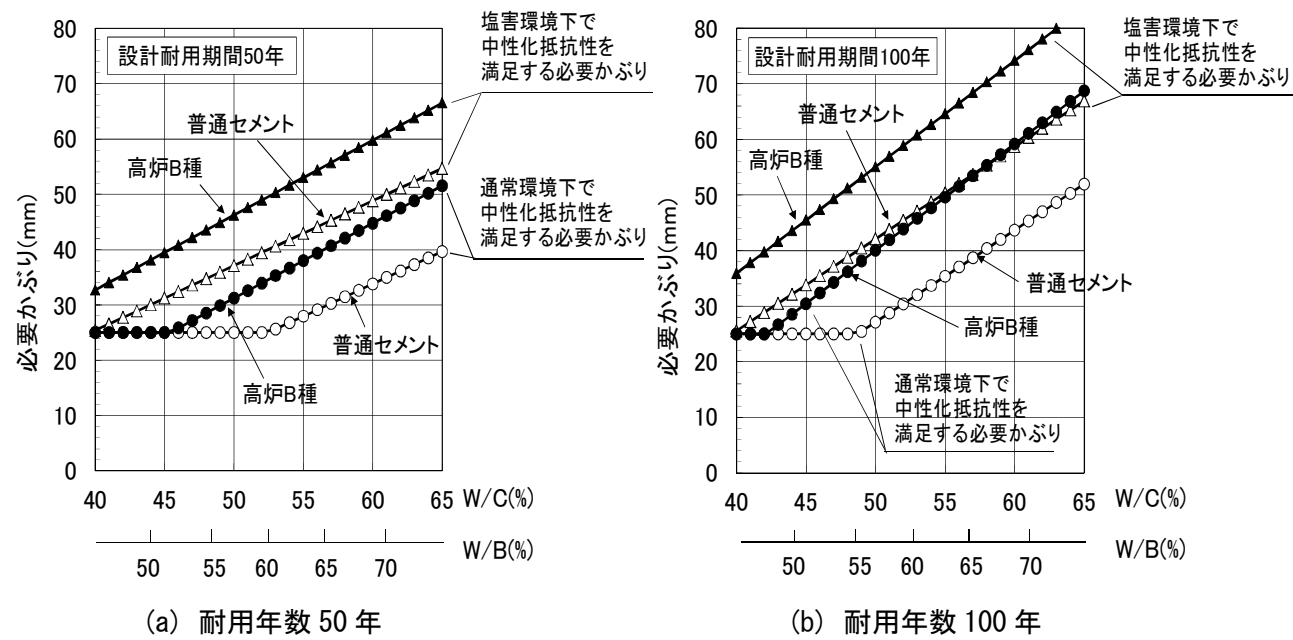 設計耐用期間50年
塩害環境下で
中性化抵抗性を
満足する必要かぶり
普通セメント
高炉B種
通常環境下で
中性化抵抗性を
満足する必要かぶり
普通セメント
高炉B種
必要かぶり(mm)
80
70
60
50
40
30
20
10
0
40 45 50 55 60 65 W/C(%)
50 55 60 65 70 W/B(%)
(a) 耐用年数 50 年
設計耐用期間100年
塩害環境下で
中性化抵抗性を
満足する必要かぶり
普通セメント
高炉B種
普通セメント
高炉B種
通常環境下で
中性化抵抗性を
満足する必要かぶり
必要かぶり(mm)
80
70
60
50
40
30
20
10
0
40 45 50 55 60 65 W/C(%)
50 55 60 65 70 W/B(%)
(b) 耐用年数 100 年